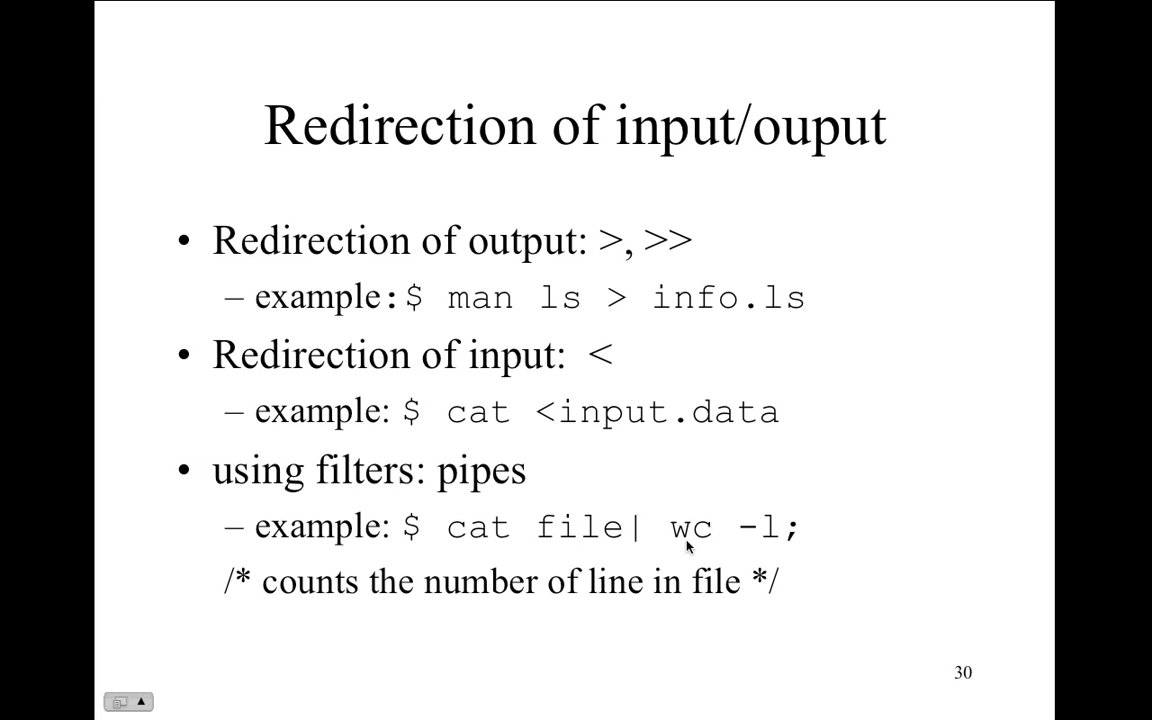 Redirection of input/ouput
• Redirection of output: >, >>
– example: $ man ls > info.ls
• Redirection of input: <
– example: $ cat <input.data
• using filters: pipes
– example: $ cat file| wc -l;
/* counts the number of line in file */
30